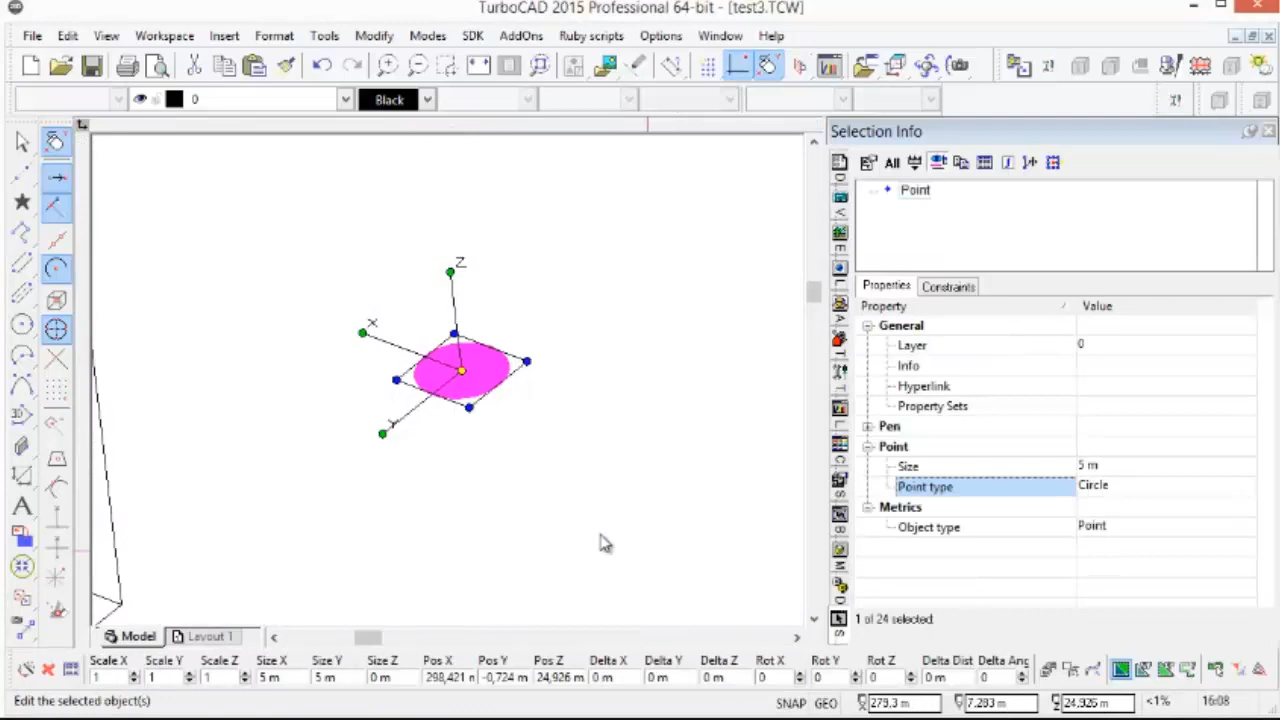 TurboCAD 2015 Professional 64-bit - [test3.TCW]
File Edit View Workspace Insert Format Tools Modify Modes SDK AddOns Ruby scripts Options Window Help
0 Black
Selection Info
All
Point
Properties Constraints
Property / Value
General
Layer 0
Info
Hyperlink
Property Sets
Pen
Point
Size 5 m
Point type Circle
Metrics
Object type Point
1 of 24 selected.
Z
X
Y
Model Layout 1
Scale X Scale Y Scale Z Size X Size Y Size Z Pos X Pos Y Pos Z Delta X Delta Y Delta Z Rot X Rot Y Rot Z Delta Dist Delta Ang
1 1 1 5 m 5 m 0 m 298,421 n -0,724 m 24,926 m 0 m 0 m 0 m 0 0 0 0 m 0
Edit the selected object(s) SNAP GEO 279.3 m 7.293 m 24.926 m <1% 16:08